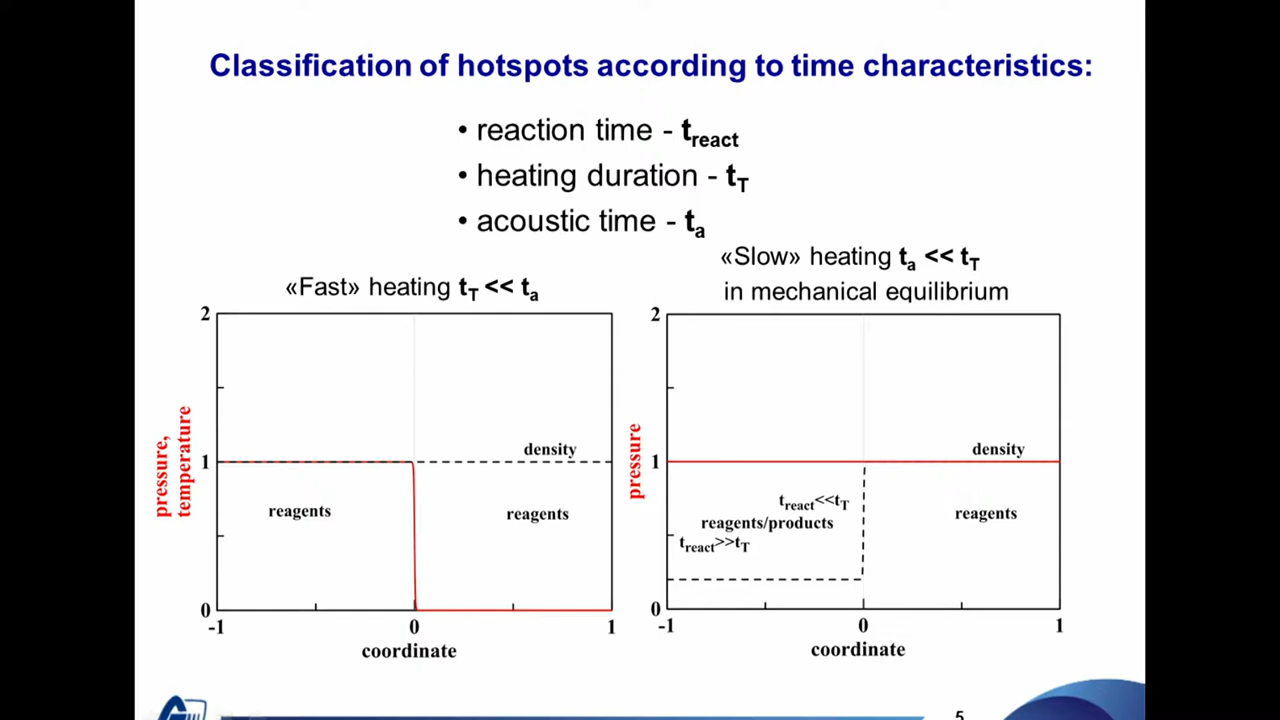 Classification of hotspots according to time characteristics:
• reaction time - treact
• heating duration - tT
• acoustic time - ta
«Fast» heating tT << ta
«Slow» heating ta << tT
in mechanical equilibrium
2
1
0
-1
0
1
pressure,
temperature
density
reagents
reagents
coordinate
2
1
0
-1
0
1
pressure
density
treact<<tT
reagents/products
treact>>tT
reagents
coordinate
5